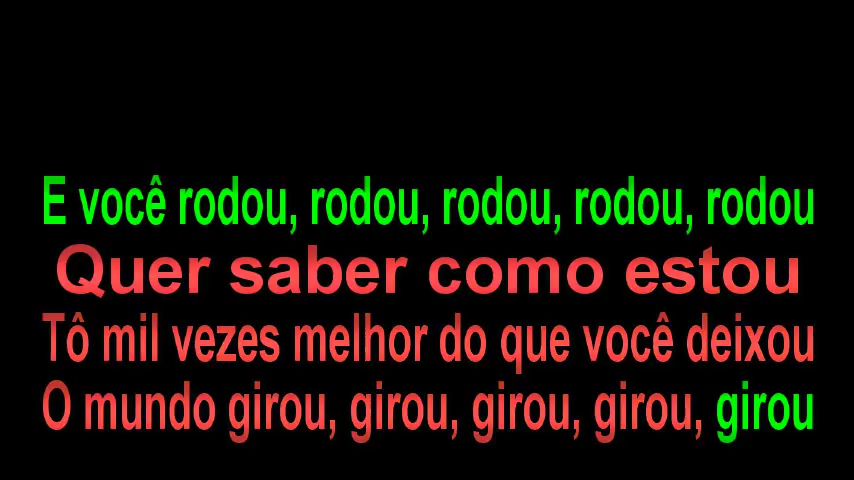 E você rodou, rodou, rodou, rodou, rodou
Quer saber como estou
Tô mil vezes melhor do que você deixou
O mundo girou, girou, girou, girou, girou